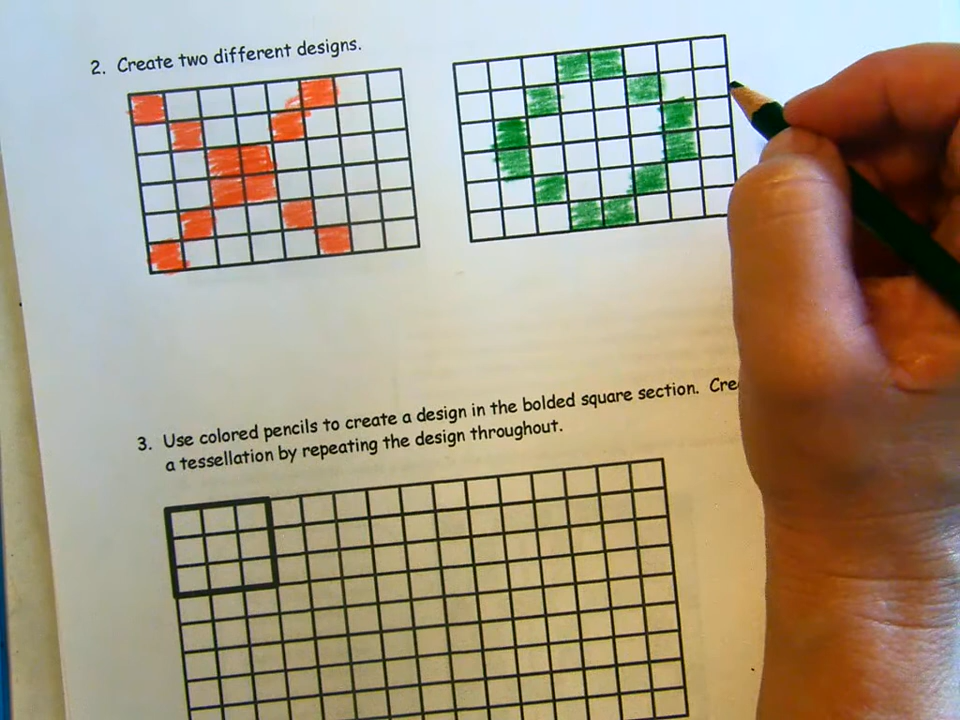 2. Create two different designs.
3. Use colored pencils to create a design in the bolded square section.
a tessellation by repeating the design throughout.